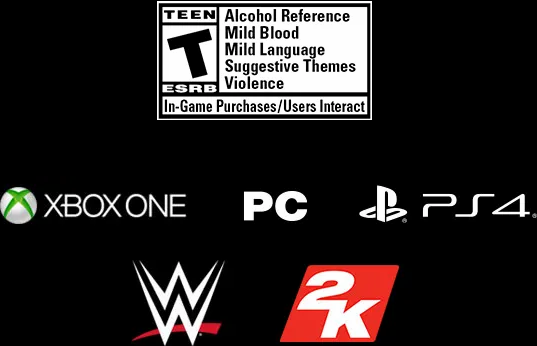 TEEN
T
ESRB
Alcohol Reference
Mild Blood
Mild Language
Suggestive Themes
Violence
In-Game Purchases/Users Interact
XBOX ONE PC PS4
W 2K